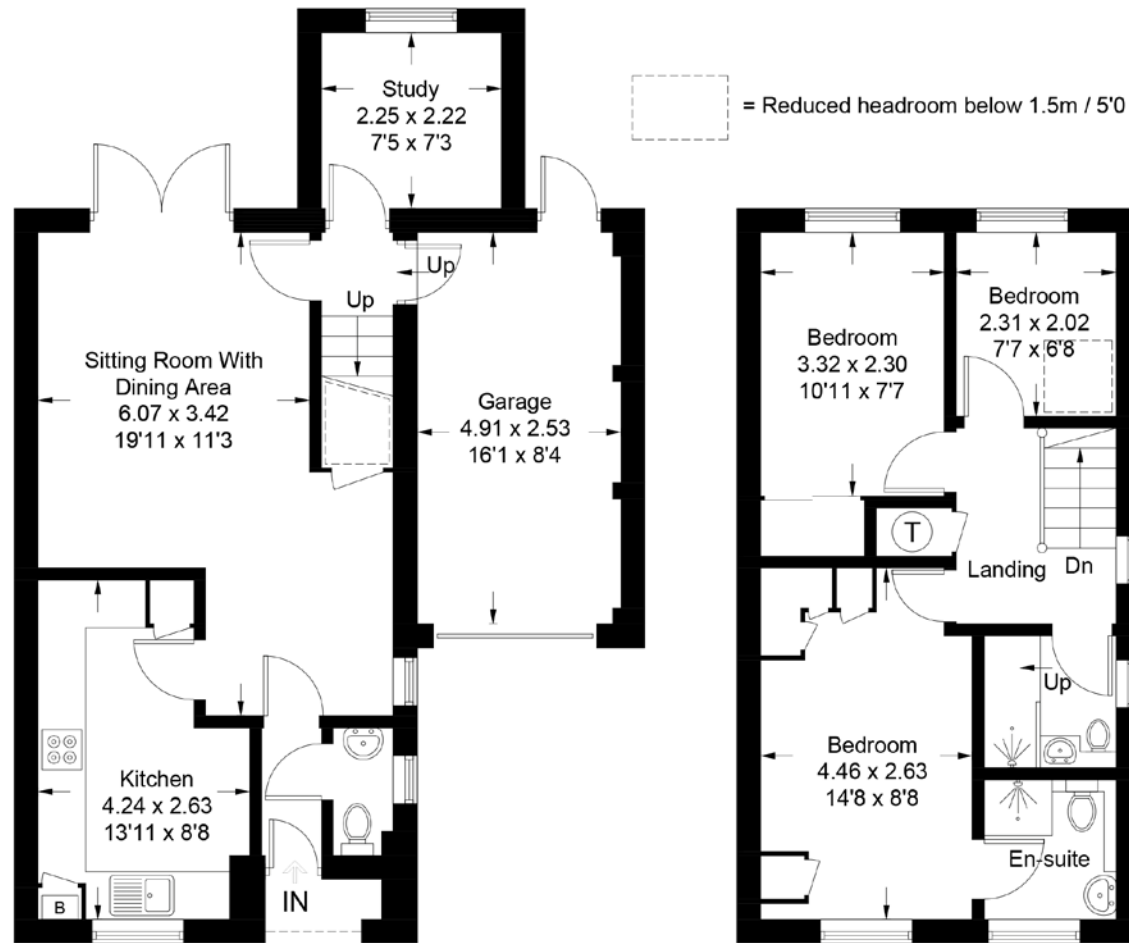 Study
2.25 x 2.22
7'5 x 7'3
= Reduced headroom below 1.5m / 5'0
Up
Up
Sitting Room With
Dining Area
6.07 x 3.42
19'11 x 11'3
Garage
4.91 x 2.53
16'1 x 8'4
Kitchen
4.24 x 2.63
13'11 x 8'8
B
IN
Bedroom
3.32 x 2.30
10'11 x 7'7
Bedroom
2.31 x 2.02
7'7 x 6'8
T
Landing
Dn
Up
Bedroom
4.46 x 2.63
14'8 x 8'8
En-suite